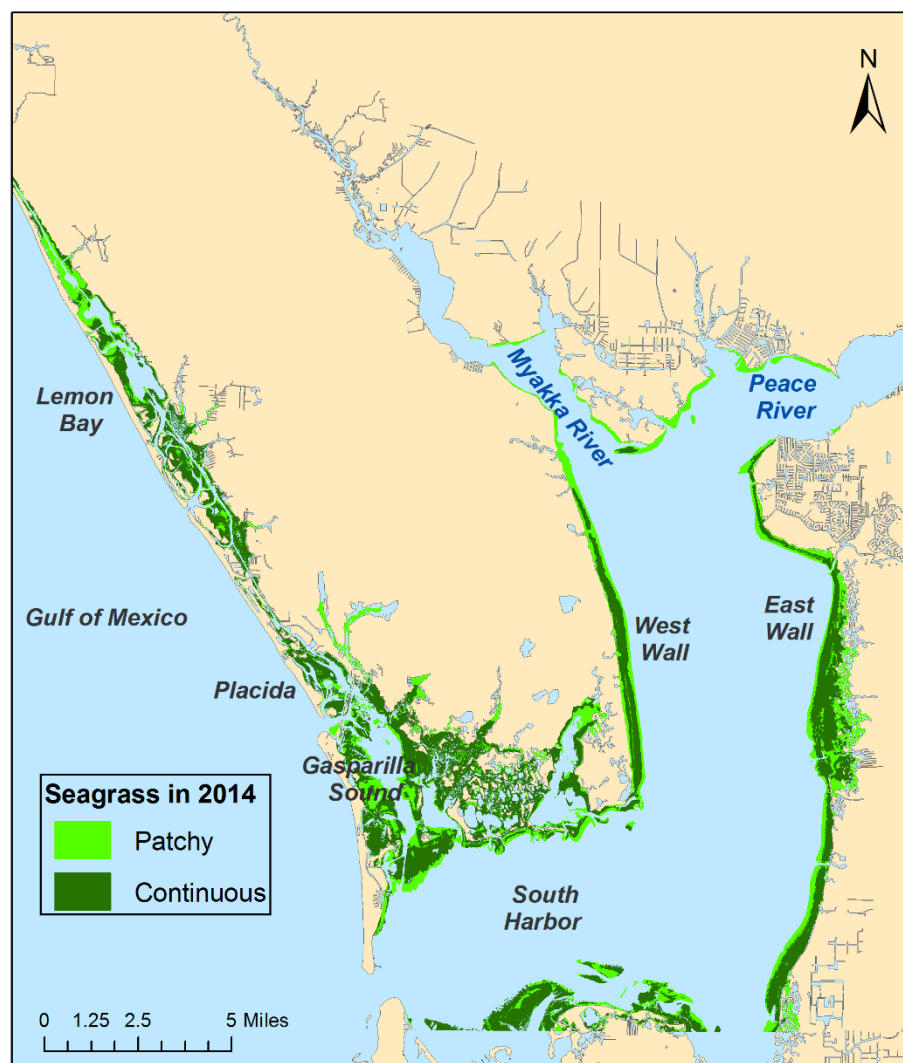 N
Lemon
Bay
Myakka River
Peace
River
Gulf of Mexico
West
Wall
East
Wall
Placida
Gasparilla
Sound
Seagrass in 2014
Patchy
Continuous
South
Harbor
0 1.25 2.5 5 Miles